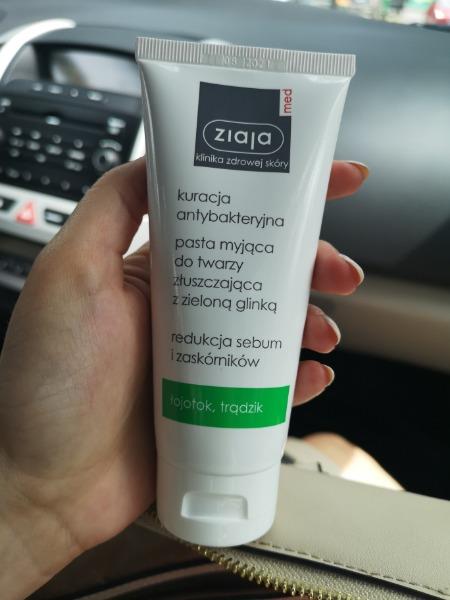 med
ziaja
klinika zdrowej skóry
kuracja
antybakteryjna
pasta myjąca
do twarzy
złuszczająca
z zieloną glinką
redukcja sebum
i zaskórników
łojotok, trądzik